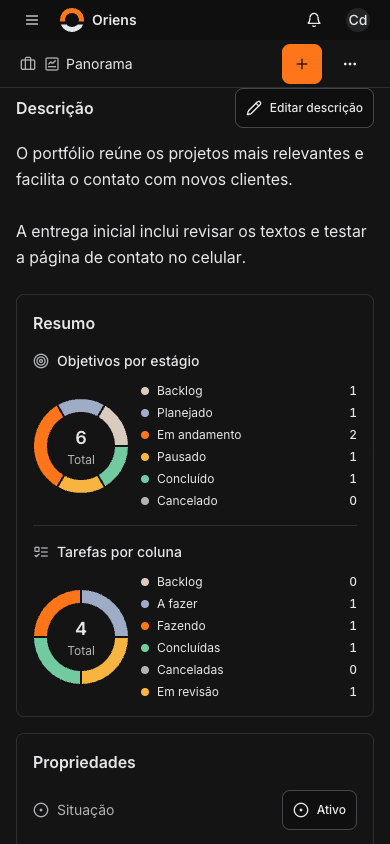 Oriens
Cd
Panorama
Descrição
Editar descrição
O portfólio reúne os projetos mais relevantes e
facilita o contato com novos clientes.
A entrega inicial inclui revisar os textos e testar
a página de contato no celular.
Resumo
Objetivos por estágio
6
Total
Backlog 1
Planejado 1
Em andamento 2
Pausado 1
Concluído 1
Cancelado 0
Tarefas por coluna
4
Total
Backlog 0
A fazer 1
Fazendo 1
Concluídas 1
Canceladas 0
Em revisão 1
Propriedades
Situação
Ativo